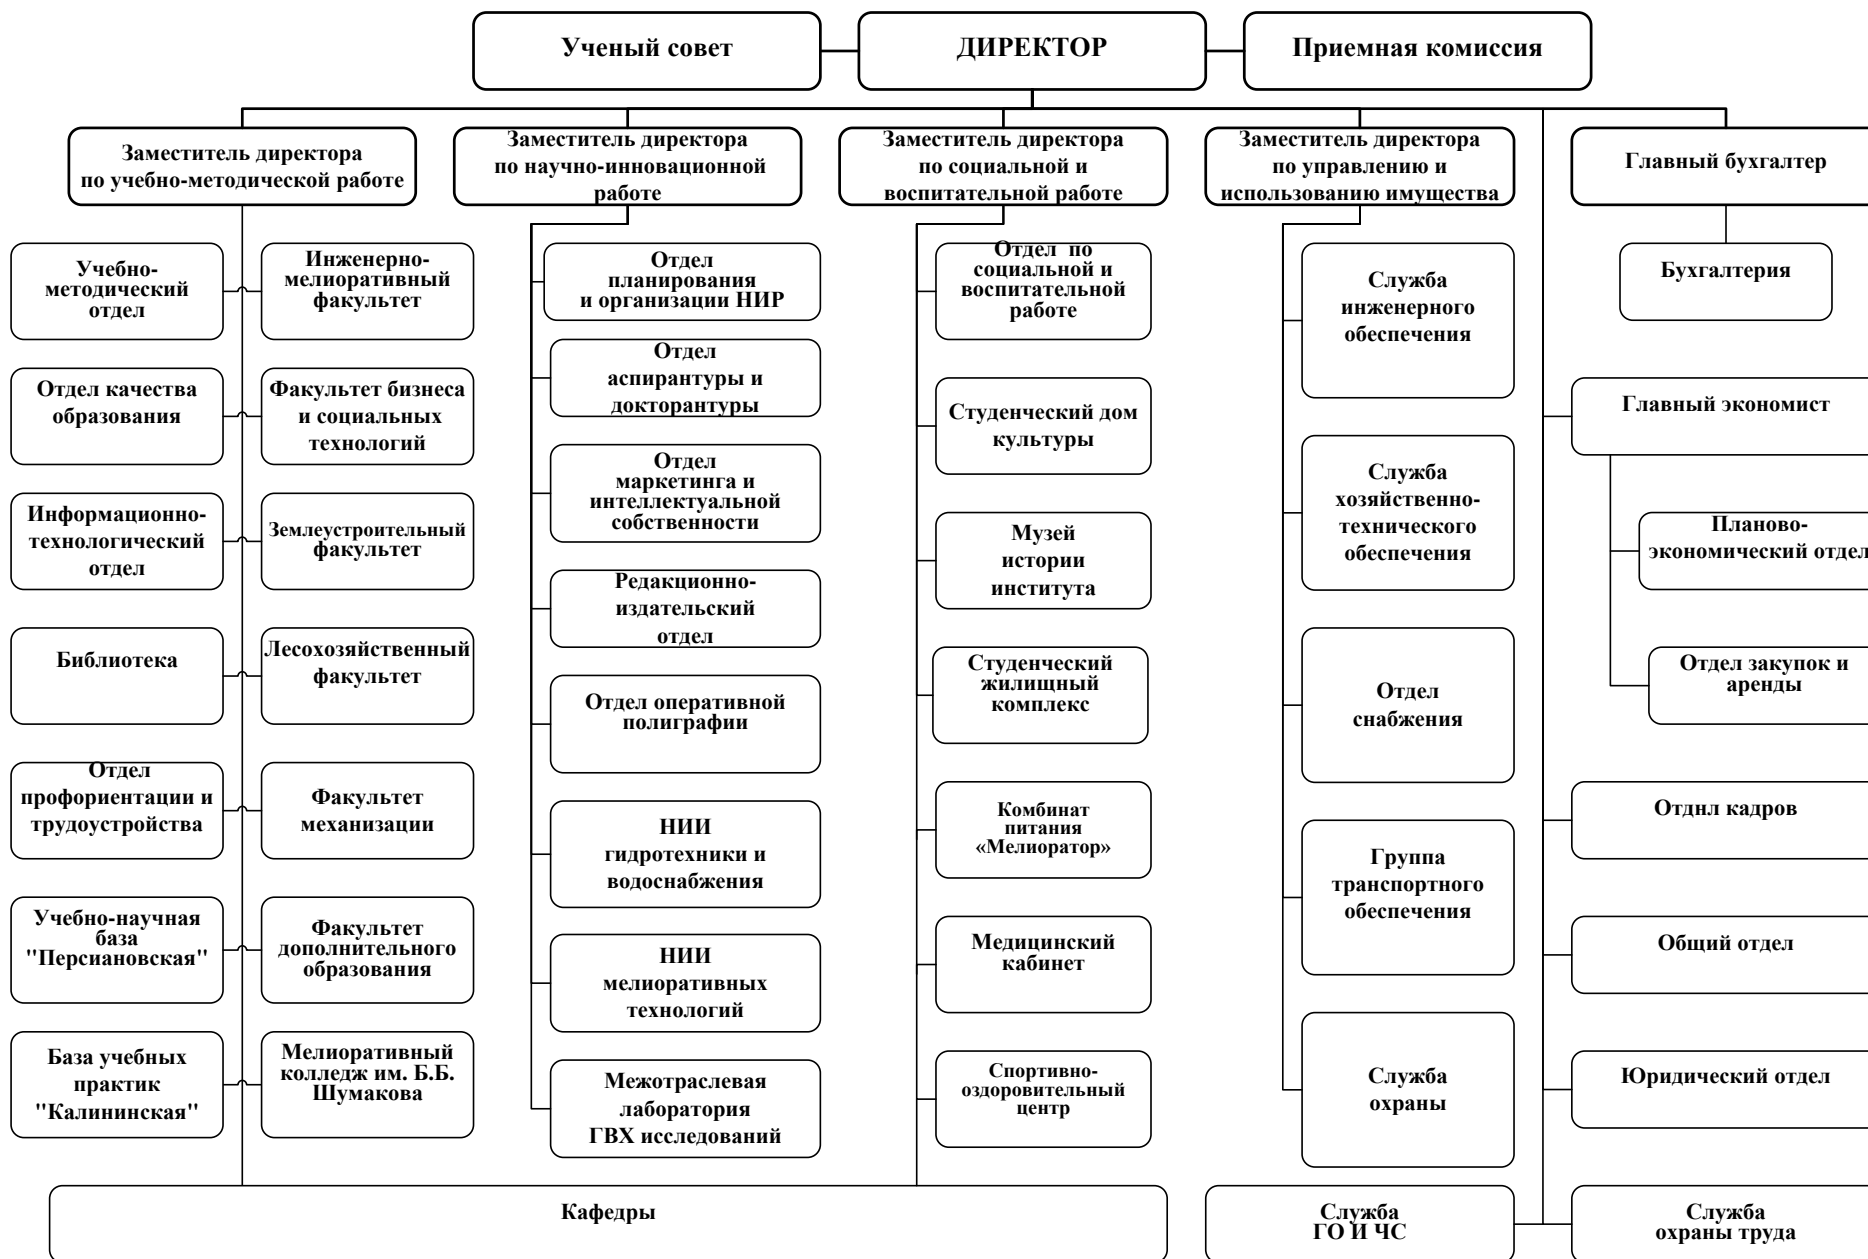 Ученый совет
ДИРЕКТОР
Приемная комиссия
Заместитель директора
по учебно-методической работе
Заместитель директора
по научно-инновационной
работе
Заместитель директора
по социальной и
воспитательной работе
Заместитель директора
по управлению и
использованию имущества
Главный бухгалтер
Учебно-
методический
отдел
Инженерно-
мелиоративный
факультет
Отдел качества
образования
Факультет бизнеса
и социальных
технологий
Информационно-
технологический
отдел
Землеустроительный
факультет
Библиотека
Лесохозяйственный
факультет
Отдел
профориентации и
трудоустройства
Факультет
механизации
Учебно-научная
база
"Персиановская"
Факультет
дополнительного
образования
База учебных
практик
"Калининская"
Мелиоративный
колледж им. Б.Б.
Шумакова
Отдел
планирования
и организации НИР
Отдел
аспирантуры и
докторантуры
Отдел
маркетинга и
интеллектуальной
собственности
Редакционно-
издательский
отдел
Отдел оперативной
полиграфии
НИИ
гидротехники и
водоснабжения
НИИ
мелиоративных
технологий
Межотраслевая
лаборатория
ГВХ исследований
Отдел по
социальной и
воспитательной
работе
Студенческий дом
культуры
Музей
истории
института
Студенческий
жилищный
комплекс
Комбинат
питания
«Мелиоратор»
Медицинский
кабинет
Спортивно-
оздоровительный
центр
Служба
инженерного
обеспечения
Служба
хозяйственно-
технического
обеспечения
Отдел
снабжения
Группа
транспортного
обеспечения
Служба
охраны
Бухгалтерия
Главный экономист
Планово-
экономический отдел
Отдел закупок и
аренды
Отднл кадров
Общий отдел
Юридический отдел
Кафедры
Служба
ГО И ЧС
Служба
охраны труда